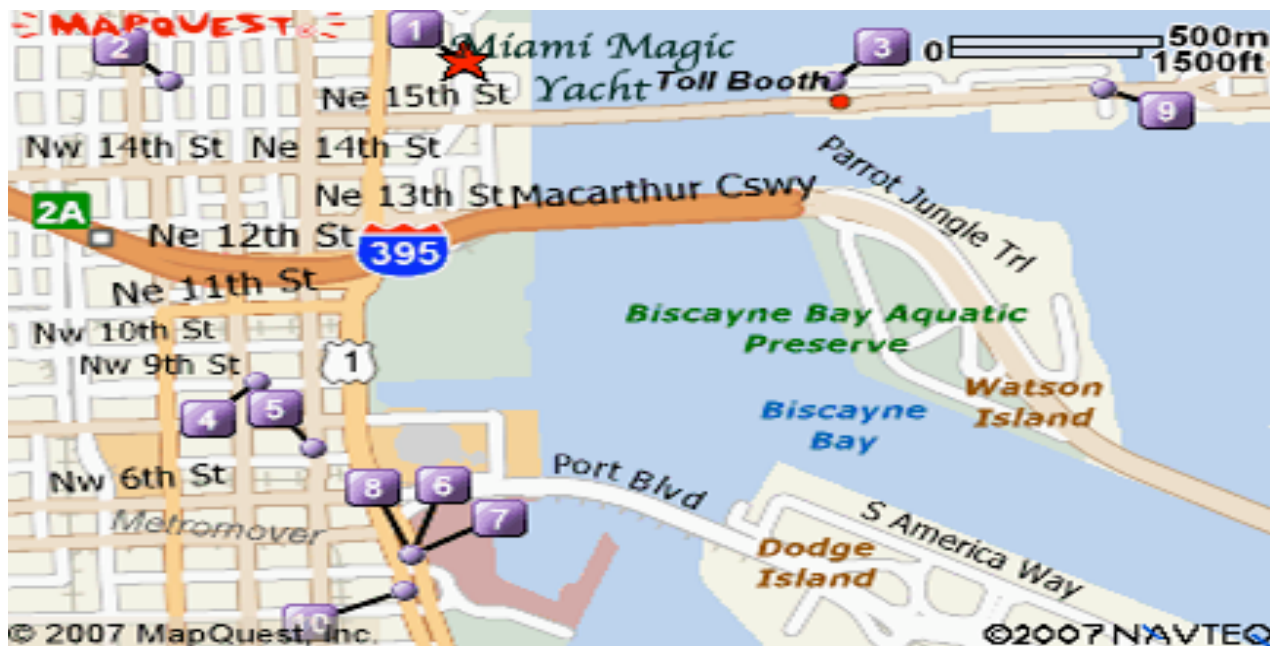 MAPQUEST
1
2
3
0
500m
1500ft
Miami Magic
Yacht
Toll Booth
Ne 15th St
9
Nw 14th St
Ne 14th St
Parrot Jungle Trl
Ne 13th St
Macarthur Cswy
2A
Ne 12th St
395
Ne 11th St
Biscayne Bay Aquatic
Preserve
Nw 10th St
Nw 9th St
1
Watson
Island
4
5
Biscayne
Bay
Nw 6th St
8
6
7
Port Blvd
S America Way
Metromover
Dodge
Island
10
© 2007 MapQuest, Inc.
©2007 NAVTEQ